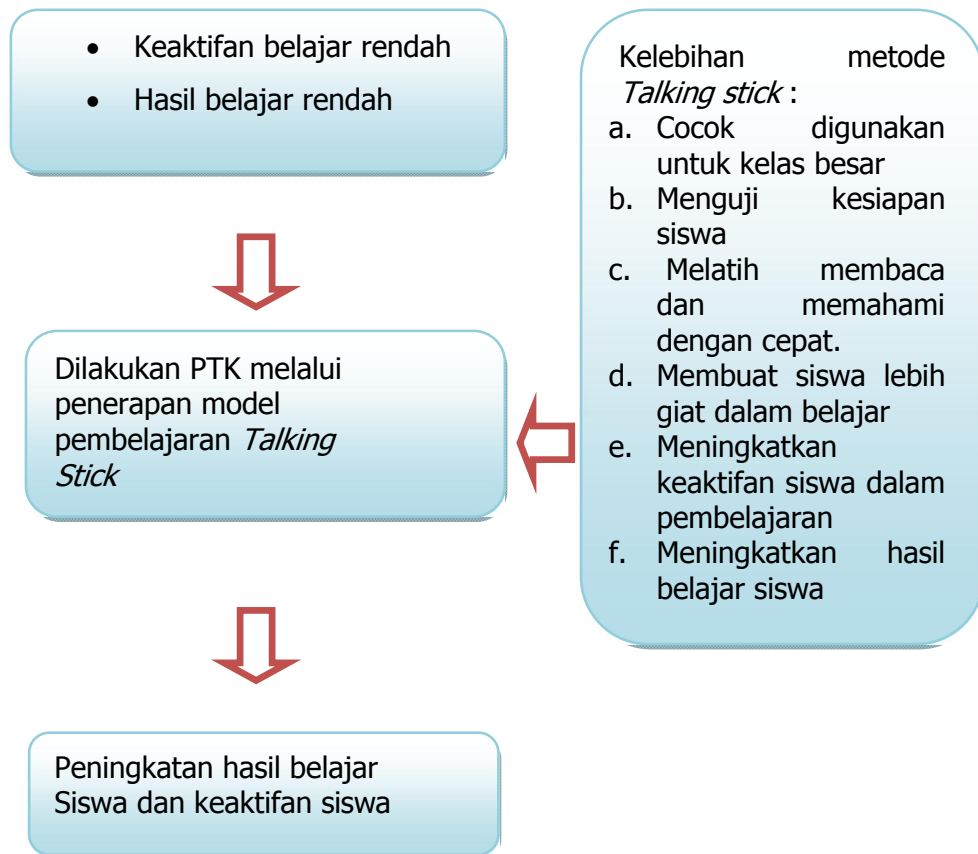 • Keaktifan belajar rendah
• Hasil belajar rendah
Dilakukan PTK melalui
penerapan model
pembelajaran Talking
Stick
Peningkatan hasil belajar
Siswa dan keaktifan siswa
Kelebihan metode
Talking stick :
a. Cocok digunakan
untuk kelas besar
b. Menguji kesiapan
siswa
c. Melatih membaca
dan memahami
dengan cepat.
d. Membuat siswa lebih
giat dalam belajar
e. Meningkatkan
keaktifan siswa dalam
pembelajaran
f. Meningkatkan hasil
belajar siswa